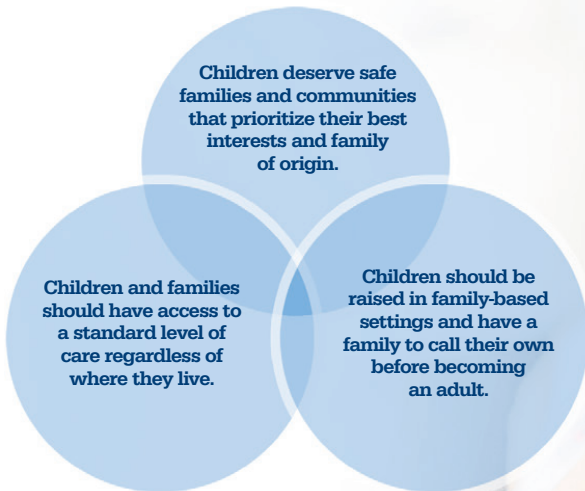 Children deserve safe
families and communities
that prioritize their best
interests and family
of origin.
Children and families
should have access to
a standard level of
care regardless of
where they live.
Children should be
raised in family-based
settings and have a
family to call their own
before becoming
an adult.